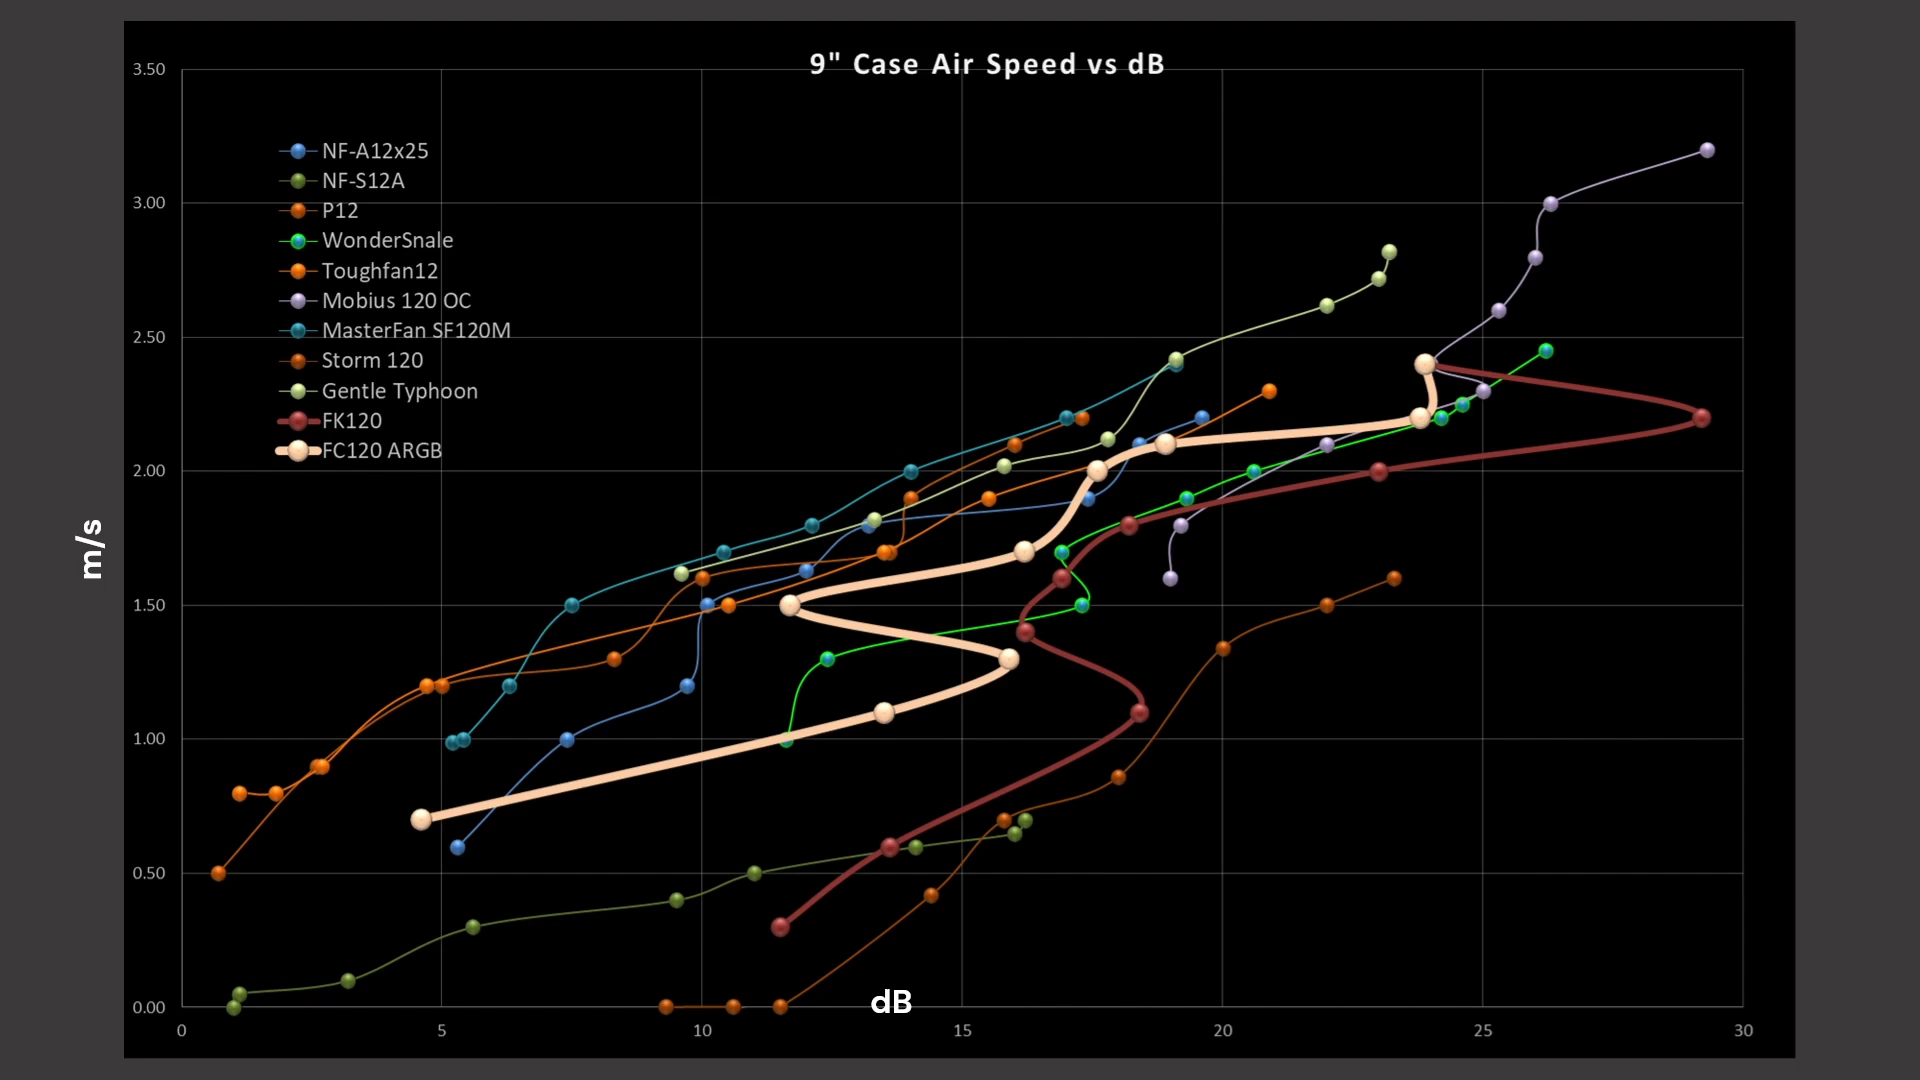 9" Case Air Speed vs dB
3.50
3.00
2.50
2.00
1.50
1.00
0.50
0.00
m/s
NF-A12x25
NF-S12A
P12
WonderSnale
Toughfan12
Mobius 120 OC
MasterFan SF120M
Storm 120
Gentle Typhoon
FK120
FC120 ARGB
dB
0 5 10 15 20 25 30